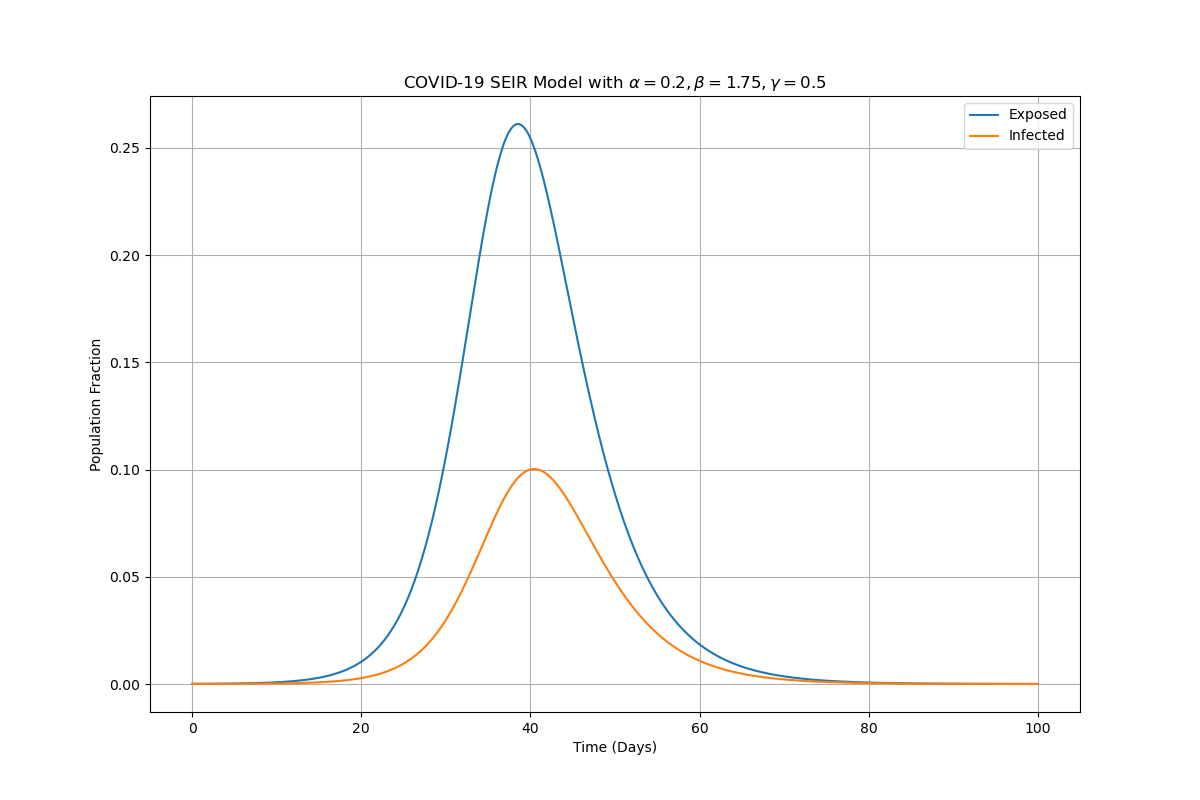 COVID-19 SEIR Model with α = 0.2, β = 1.75, γ = 0.5
Exposed
Infected
0.25
0.20
0.15
0.10
0.05
0.00
Population Fraction
0 20 40 60 80 100
Time (Days)